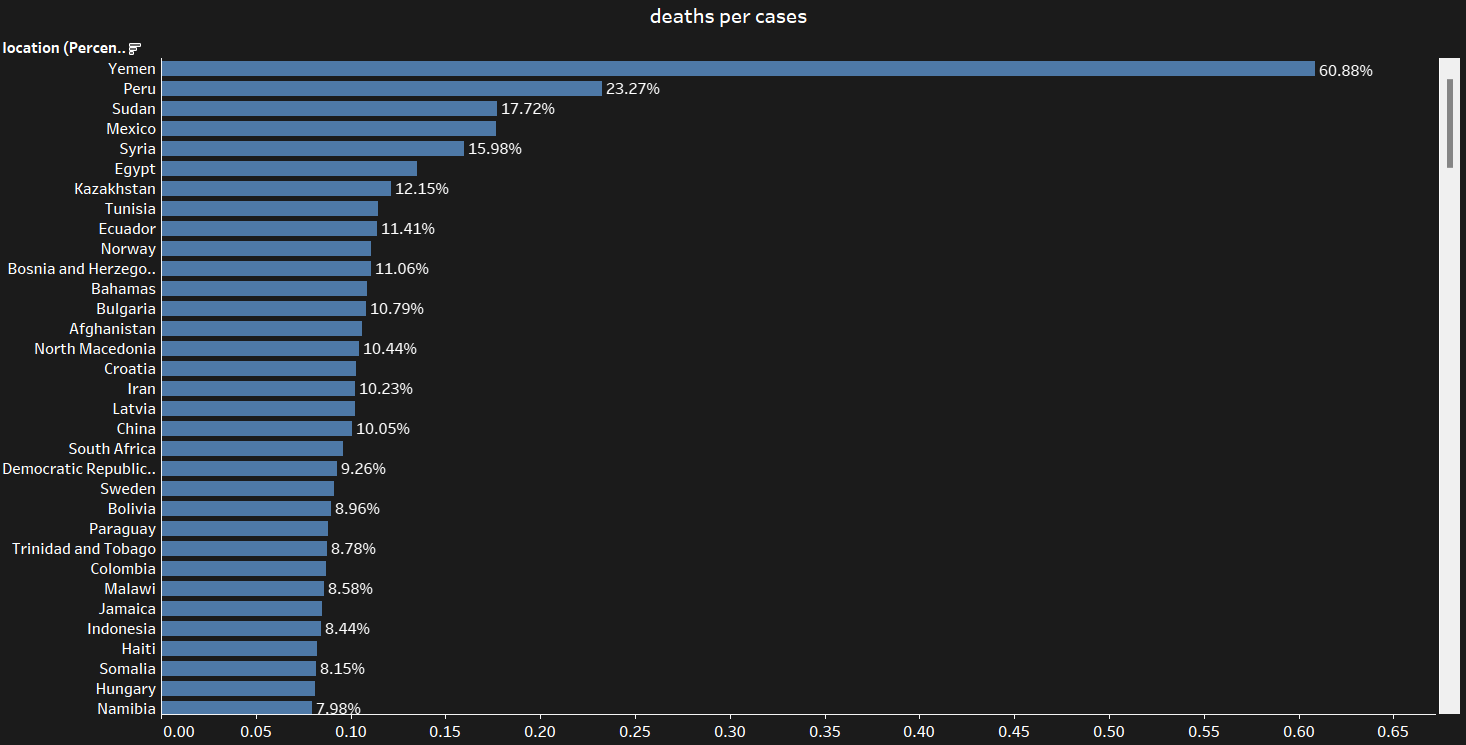 deaths per cases
location (Percen..
Yemen 60.88%
Peru 23.27%
Sudan 17.72%
Mexico
Syria 15.98%
Egypt
Kazakhstan 12.15%
Tunisia
Ecuador 11.41%
Norway
Bosnia and Herzego.. 11.06%
Bahamas
Bulgaria 10.79%
Afghanistan
North Macedonia 10.44%
Croatia
Iran 10.23%
Latvia
China 10.05%
South Africa
Democratic Republic.. 9.26%
Sweden
Bolivia 8.96%
Paraguay
Trinidad and Tobago 8.78%
Colombia
Malawi 8.58%
Jamaica
Indonesia 8.44%
Haiti
Somalia 8.15%
Hungary
Namibia 7.98%
0.00 0.05 0.10 0.15 0.20 0.25 0.30 0.35 0.40 0.45 0.50 0.55 0.60 0.65